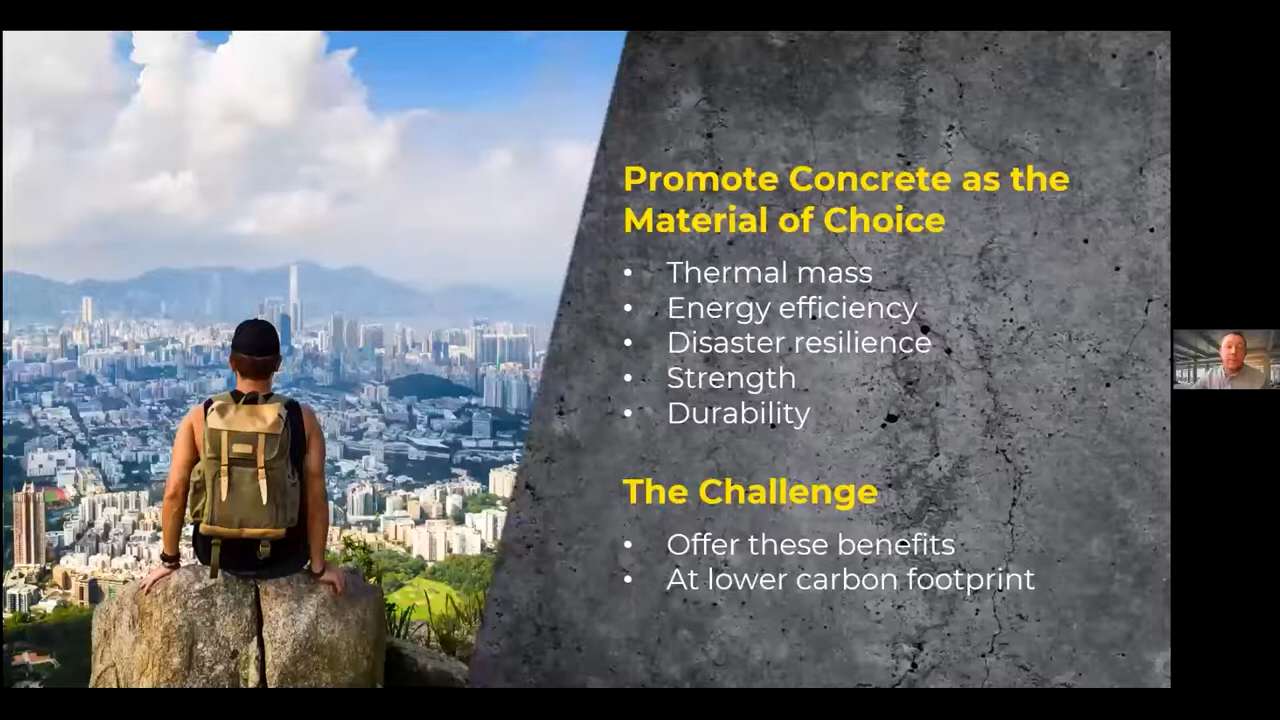 Promote Concrete as the
Material of Choice
• Thermal mass
• Energy efficiency
• Disaster resilience
• Strength
• Durability
The Challenge
• Offer these benefits
• At lower carbon footprint